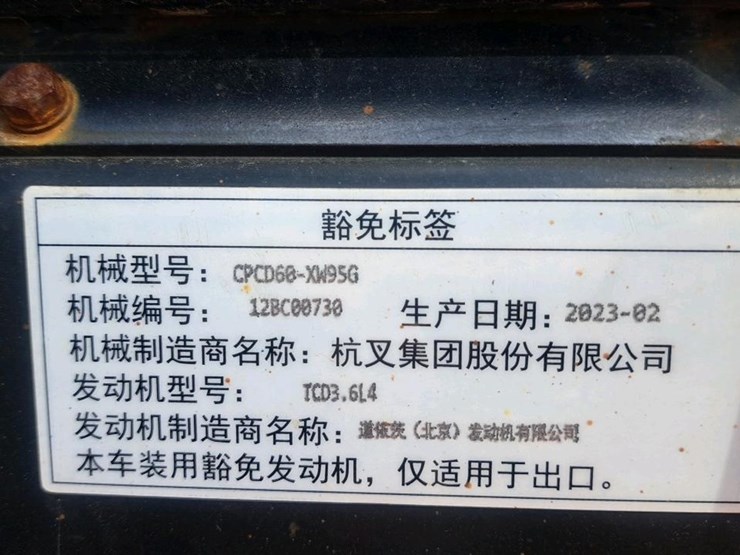 豁免标签
机械型号： CPCD60-XW95G
机械编号： 12BC00730 生产日期：2023-02
机械制造商名称：杭叉集团股份有限公司
发动机型号： TCD3.6L4
发动机制造商名称：道依茨（北京）发动机有限公司
本车装用豁免发动机，仅适用于出口。